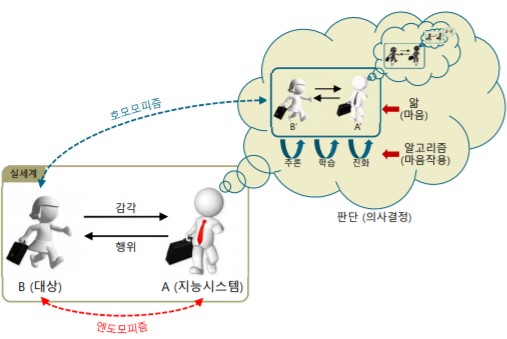 호모모피즘
B'
A'
앎
(마음)
추론
학습
진화
알고리즘
(마음작용)
판단 (의사결정)
실세계
감각
행위
B (대상)
A (지능시스템)
엔도모피즘